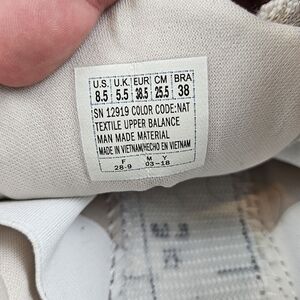 U.S. U.K. EUR CM BRA
8.5 5.5 38.5 25.5 38
SN 12919 COLOR CODE:NAT
TEXTILE UPPER BALANCE
MAN MADE MATERIAL
MADE IN VIETNAM/HECHO EN VIETNAM
F M Y
28-9 03-18